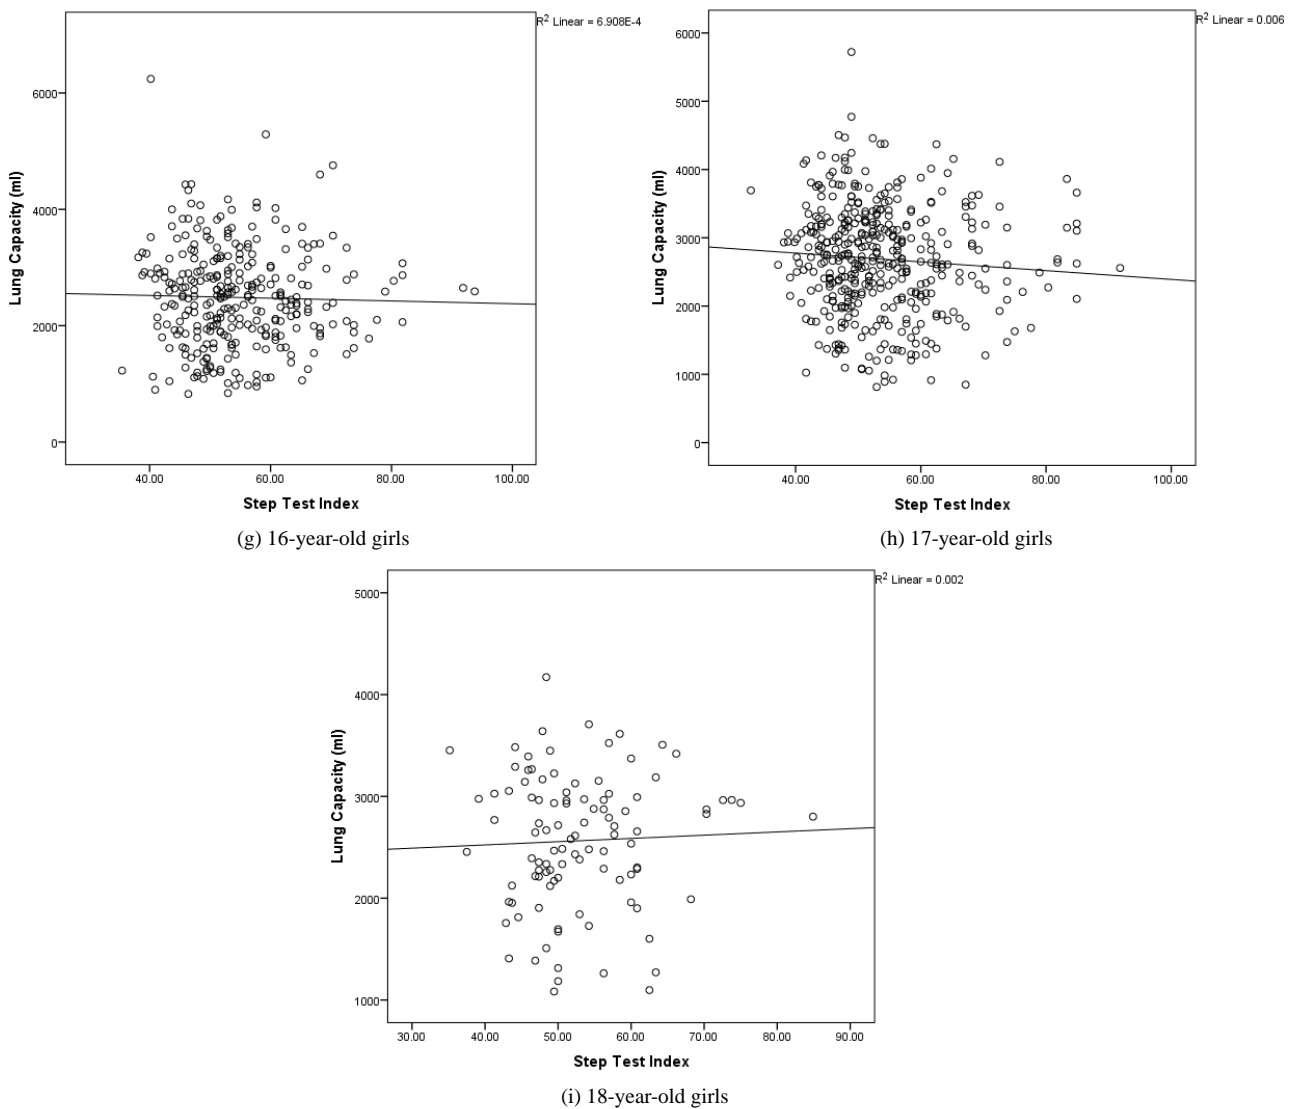 R2 Linear = 6.908E-4
6000
4000
2000
0
Lung Capacity (ml)
40.00 60.00 80.00 100.00
Step Test Index
(g) 16-year-old girls
R2 Linear = 0.006
6000
5000
4000
3000
2000
1000
0
Lung Capacity (ml)
40.00 60.00 80.00 100.00
Step Test Index
(h) 17-year-old girls
R2 Linear = 0.002
5000
4000
3000
2000
1000
Lung Capacity (ml)
30.00 40.00 50.00 60.00 70.00 80.00 90.00
Step Test Index
(i) 18-year-old girls